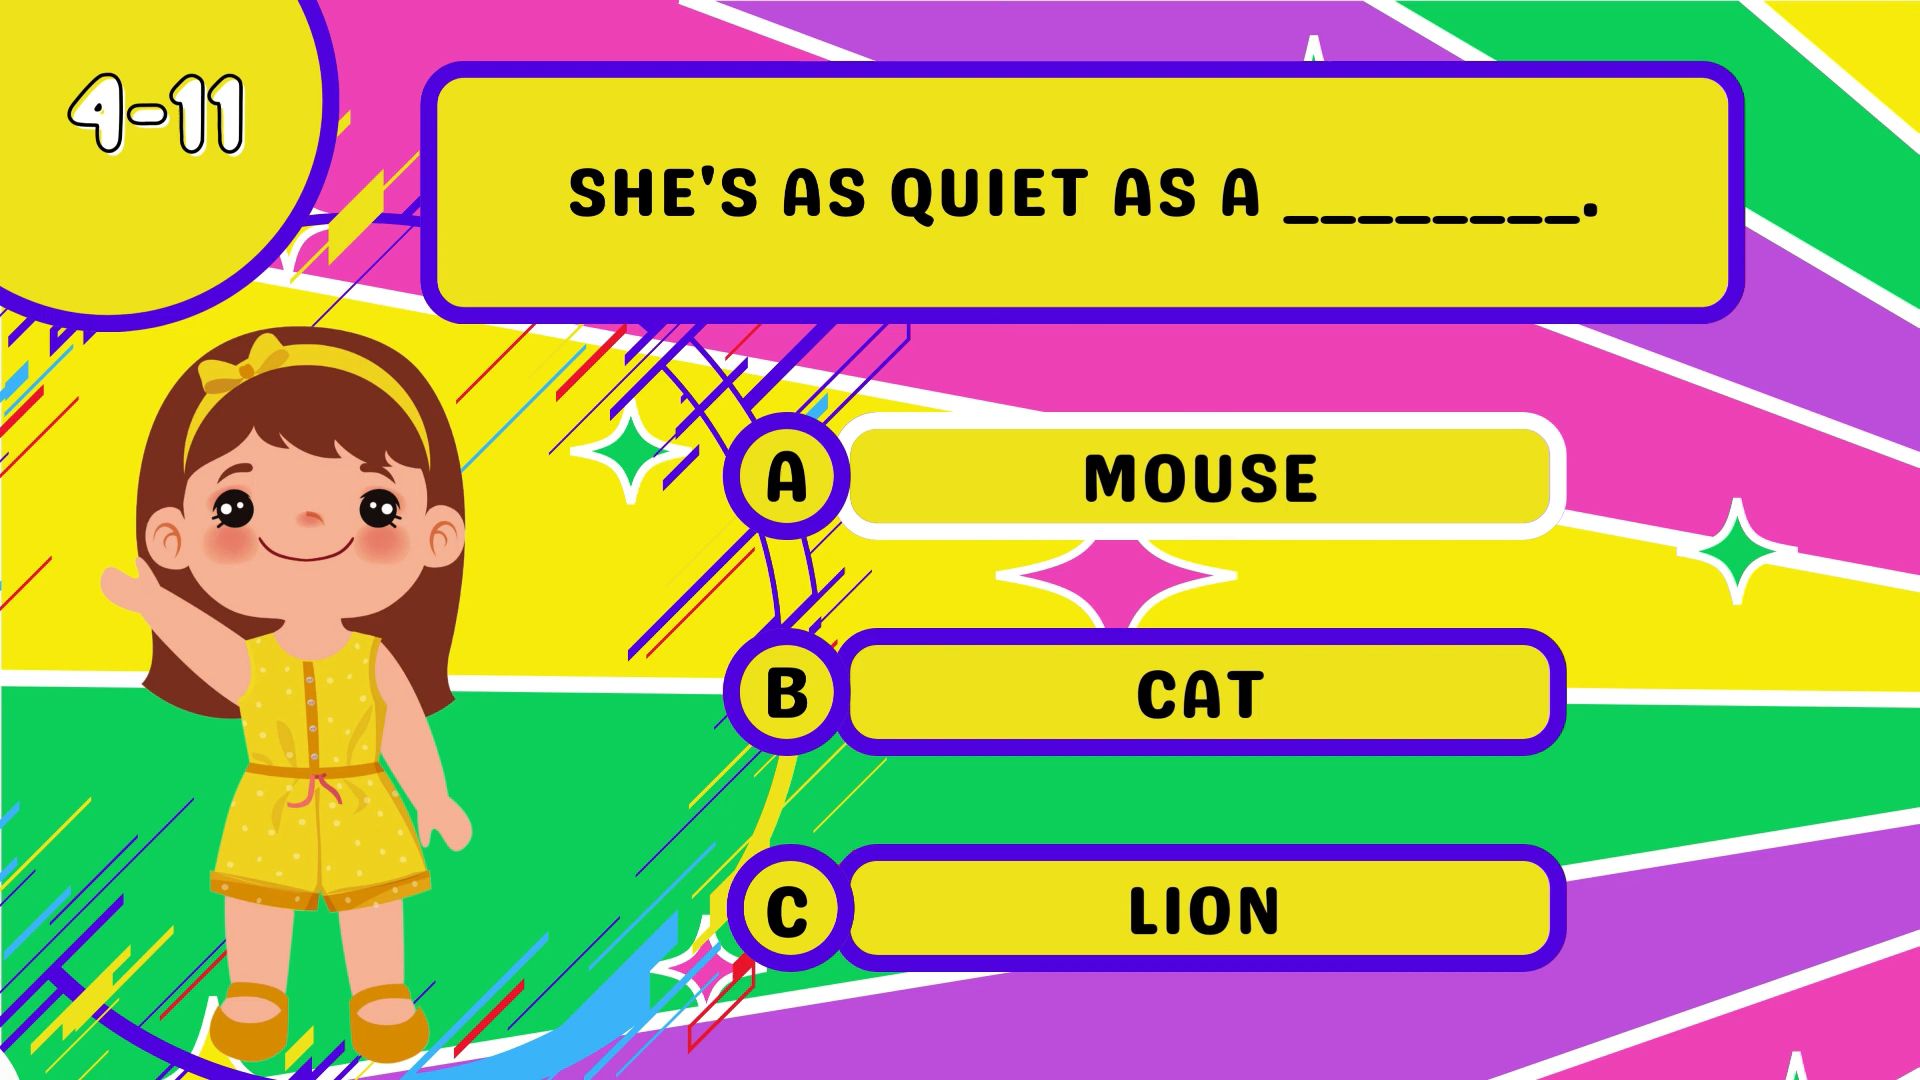 4-11
SHE'S AS QUIET AS A ________.
A MOUSE
B CAT
C LION